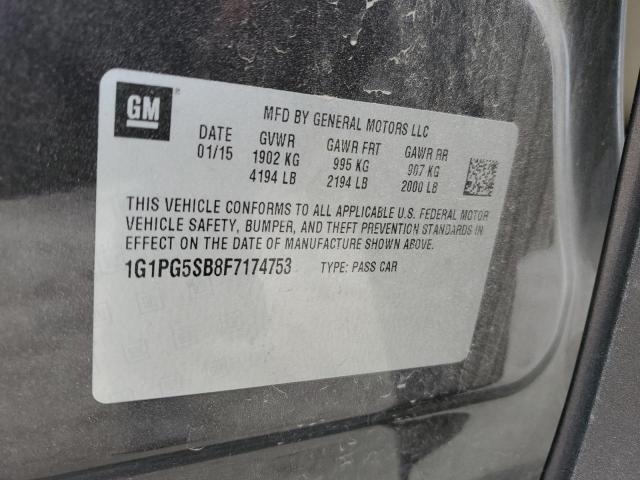 GM
MFD BY GENERAL MOTORS LLC
DATE GVWR GAWR FRT GAWR RR
01/15 1902 KG 995 KG 907 KG
4194 LB 2194 LB 2000 LB
THIS VEHICLE CONFORMS TO ALL APPLICABLE U.S. FEDERAL MOTOR
VEHICLE SAFETY, BUMPER, AND THEFT PREVENTION STANDARDS IN
EFFECT ON THE DATE OF MANUFACTURE SHOWN ABOVE.
1G1PG5SB8F7174753 TYPE: PASS CAR